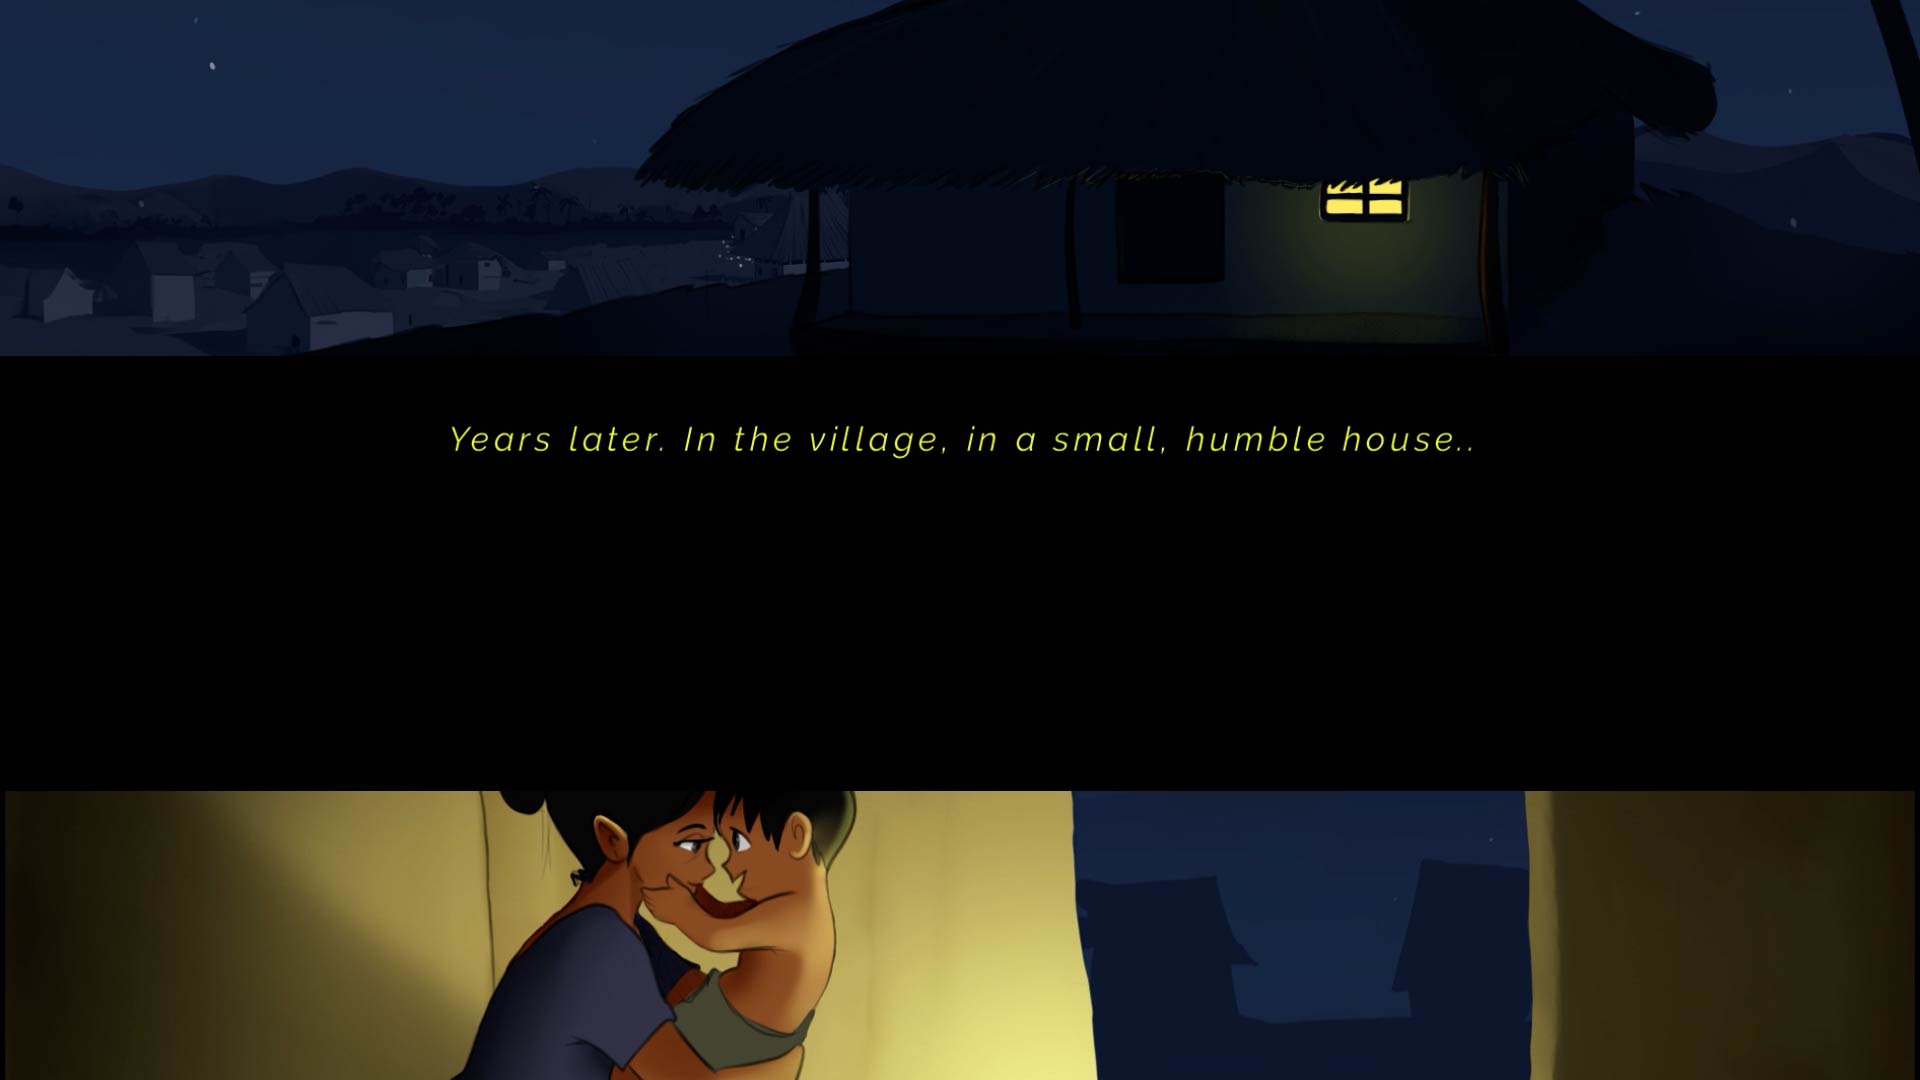 Years later. In the village, in a small, humble house..